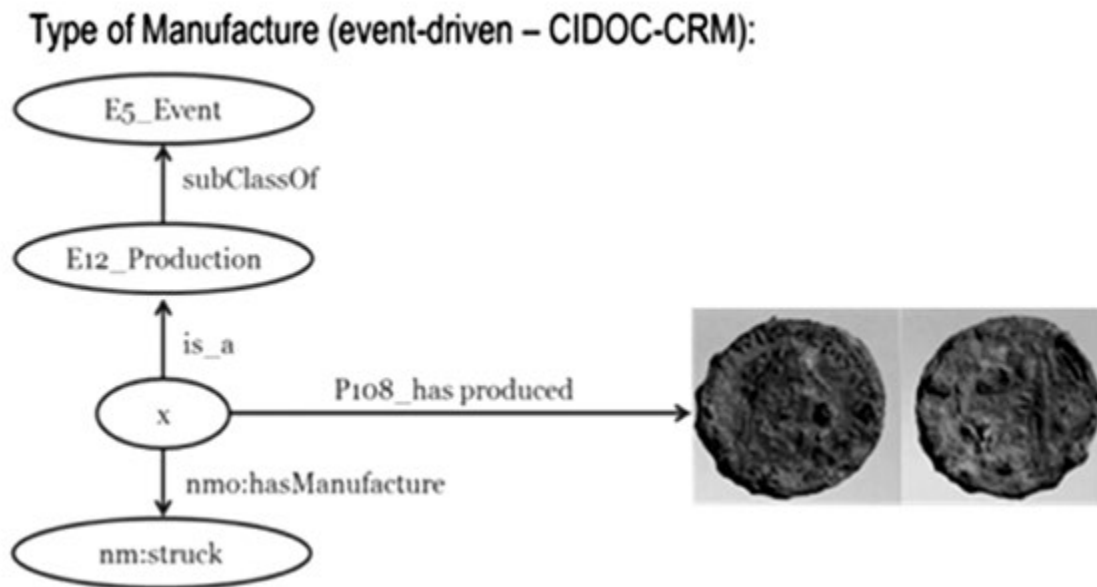 Type of Manufacture (event-driven – CIDOC-CRM):
E5_Event
subClassOf
E12_Production
is_a
P108_has produced
x
nmo:hasManufacture
nm:struck